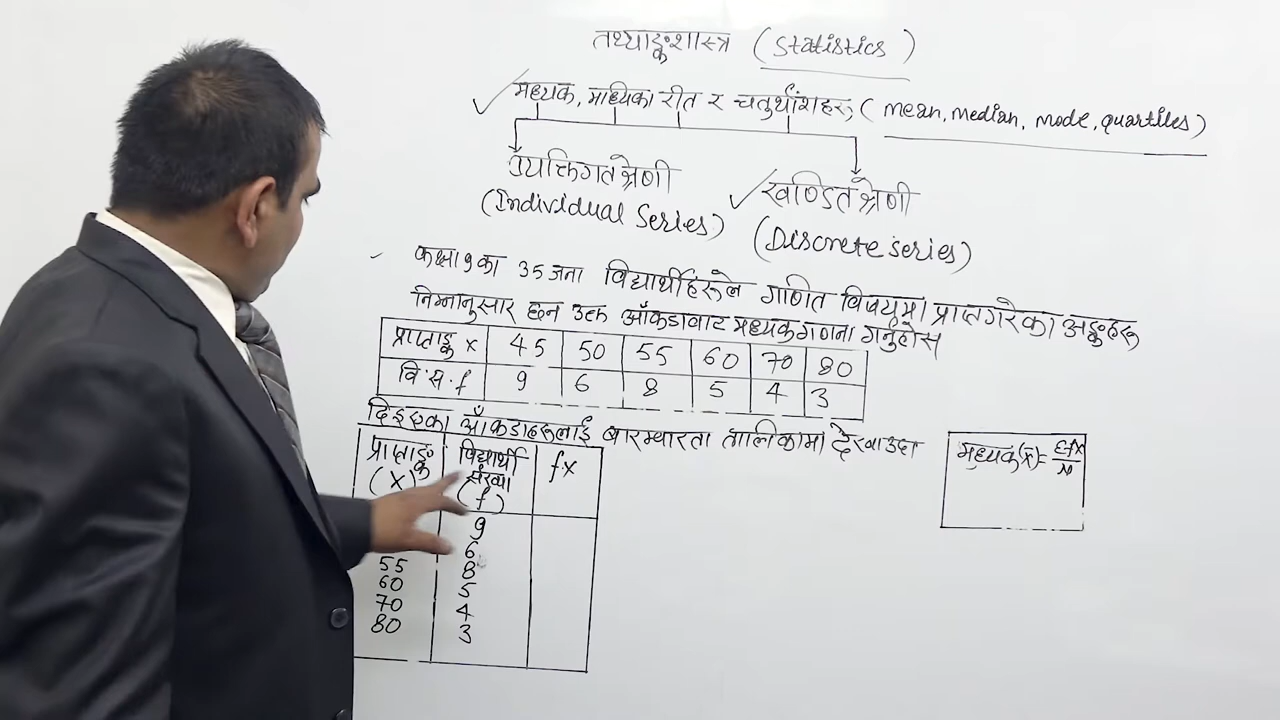 तथ्याङ्कशास्त्र (Statistics)
मध्यक, माध्यिका रीत र चतुर्थांशहरु (mean, median, mode, quartiles)
व्यक्तिगत श्रेणी
(Individual Series)
खण्डित श्रेणी
(Discrete series)
कक्षा ९ का 35 जना विद्यार्थीहरूले गणित विषयमा प्राप्त गरेका अङ्कहरू
निम्नानुसार छन उक्त आँकडाबाट मध्यक गणना गर्नुहोस
प्राप्ताङ्क x 45 50 55 60 70 80
वि.सं. f 9 6 8 5 4 3
दिइएका आँकडाहरूलाई बारम्बारता तालिकामा देखाउदा
प्राप्ताङ्क (x) विद्यार्थी संख्या (f) fx
9
6
55 8
60 5
70 4
80 3
मध्यक(x̄)= Σfx/N